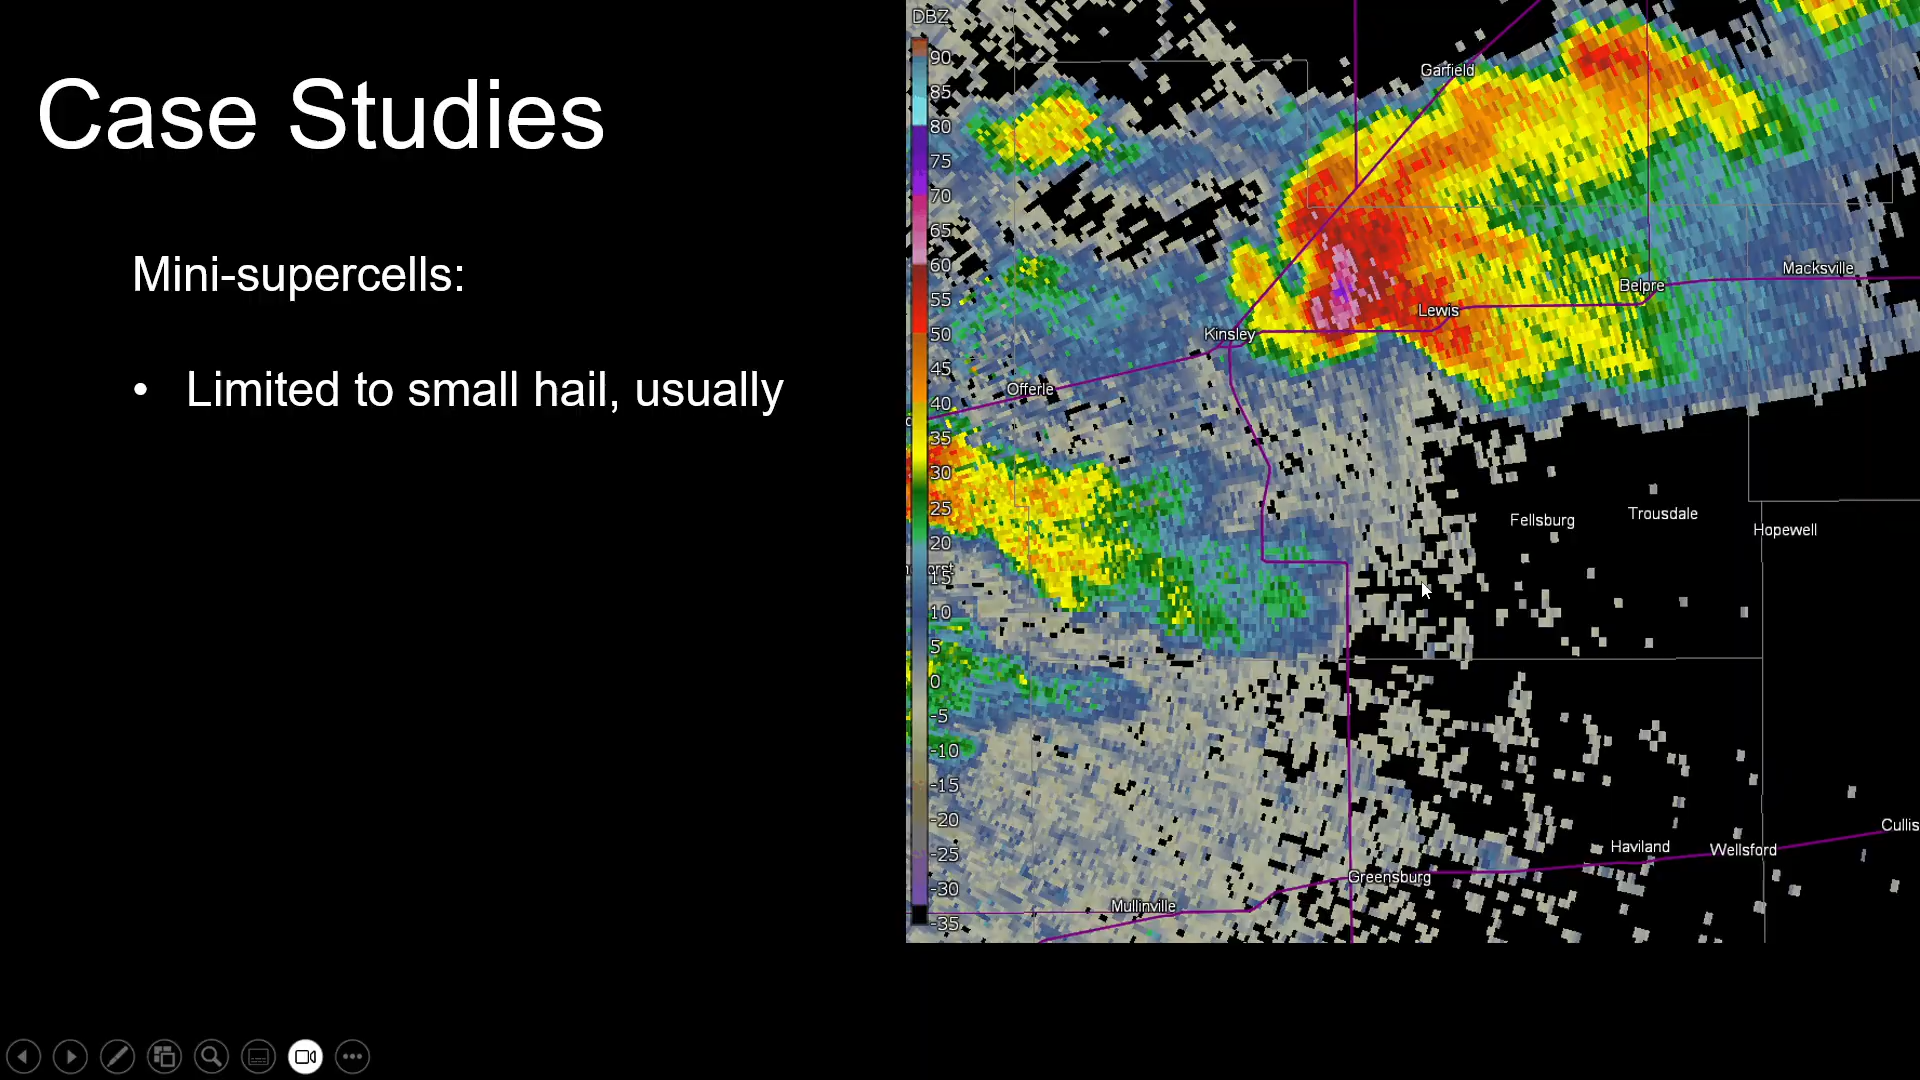 Case Studies
Mini-supercells:
• Limited to small hail, usually
DBZ
90
85
80
75
70
65
60
55
50
45
40
35
30
25
20
15
10
5
0
-5
-10
-15
-20
-25
-30
-35
Garfield
Macksville
Belpre
Lewis
Kinsley
Offerle
Fellsburg
Trousdale
Hopewell
Cullis
Haviland
Wellsford
Greensburg
Mullinville